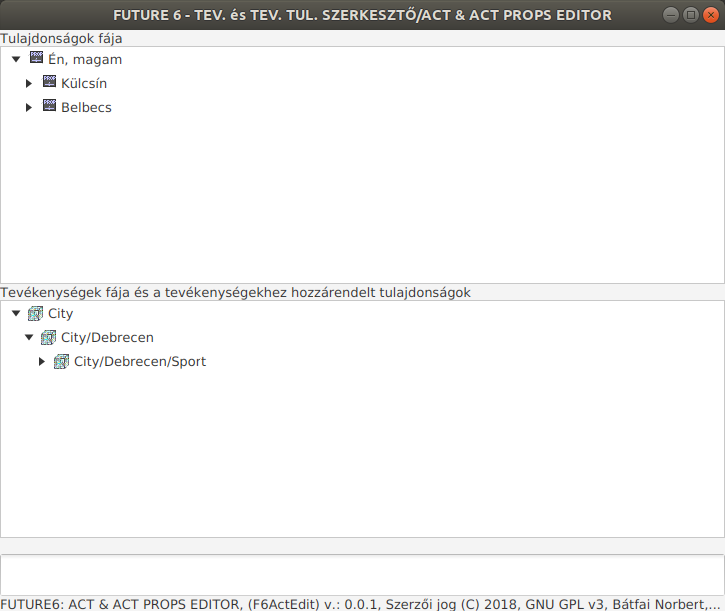 FUTURE 6 - TEV. és TEV. TUL. SZERKESZTŐ/ACT & ACT PROPS EDITOR
Tulajdonságok fája
Én, magam
Külcsín
Belbecs
Tevékenységek fája és a tevékenységekhez hozzárendelt tulajdonságok
City
City/Debrecen
City/Debrecen/Sport
FUTURE6: ACT & ACT PROPS EDITOR, (F6ActEdit) v.: 0.0.1, Szerzői jog (C) 2018, GNU GPL v3, Bátfai Norbert,...